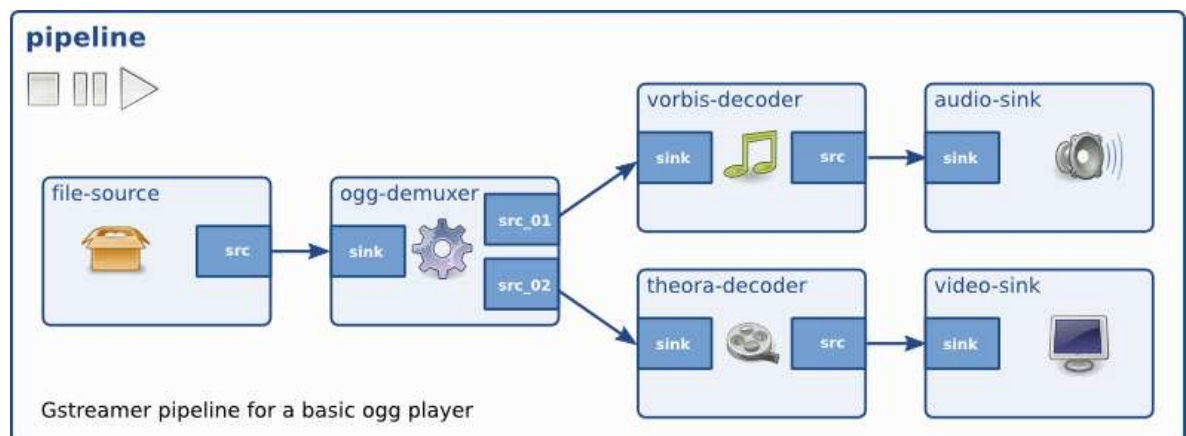 pipeline
file-source
src
ogg-demuxer
sink
src_01
src_02
vorbis-decoder
sink
src
audio-sink
sink
theora-decoder
sink
src
video-sink
sink
Gstreamer pipeline for a basic ogg player